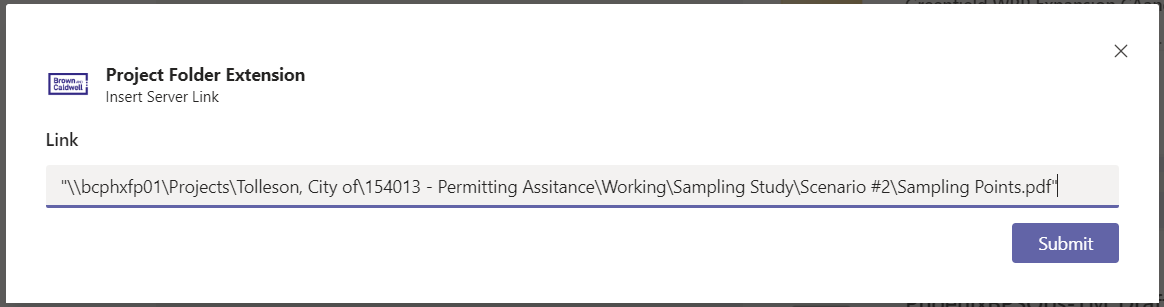 Brown AND
Caldwell
Project Folder Extension
Insert Server Link
Link
"\\bcphxfp01\Projects\Tolleson, City of\154013 - Permitting Assitance\Working\Sampling Study\Scenario #2\Sampling Points.pdf"
Submit